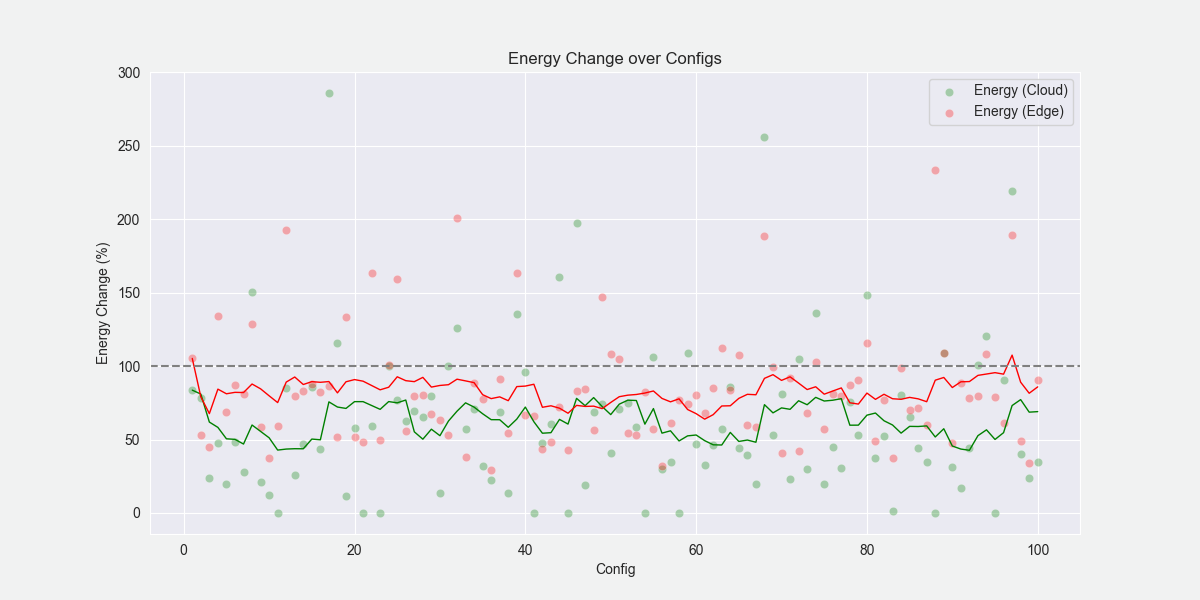 Energy Change over Configs
Energy (Cloud)
Energy (Edge)
Energy Change (%)
300
250
200
150
100
50
0
0 20 40 60 80 100
Config